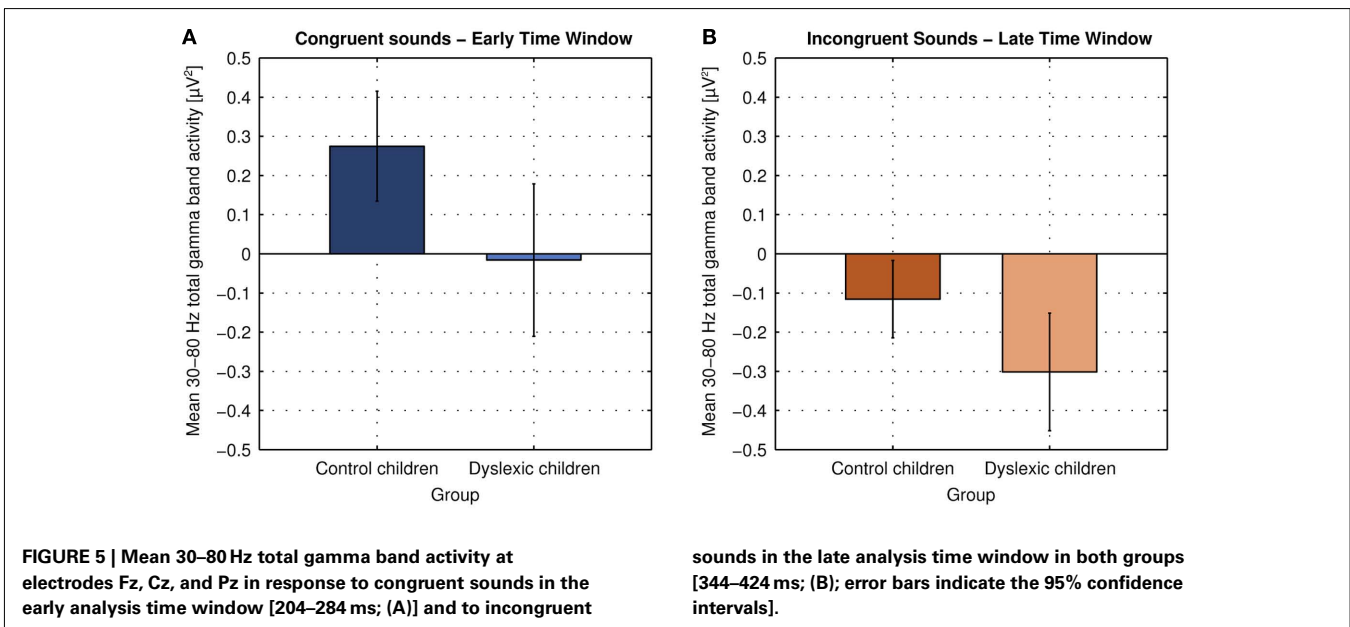 A
Congruent sounds – Early Time Window
Mean 30–80 Hz total gamma band activity [µV²]
0.5
0.4
0.3
0.2
0.1
0
−0.1
−0.2
−0.3
−0.4
−0.5
Control children
Dyslexic children
Group
B
Incongruent Sounds – Late Time Window
Mean 30–80 Hz total gamma band activity [µV²]
0.5
0.4
0.3
0.2
0.1
0
−0.1
−0.2
−0.3
−0.4
−0.5
Control children
Dyslexic children
Group
FIGURE 5 | Mean 30–80 Hz total gamma band activity at
electrodes Fz, Cz, and Pz in response to congruent sounds in the
early analysis time window [204–284 ms; (A)] and to incongruent
sounds in the late analysis time window in both groups
[344–424 ms; (B); error bars indicate the 95% confidence
intervals].